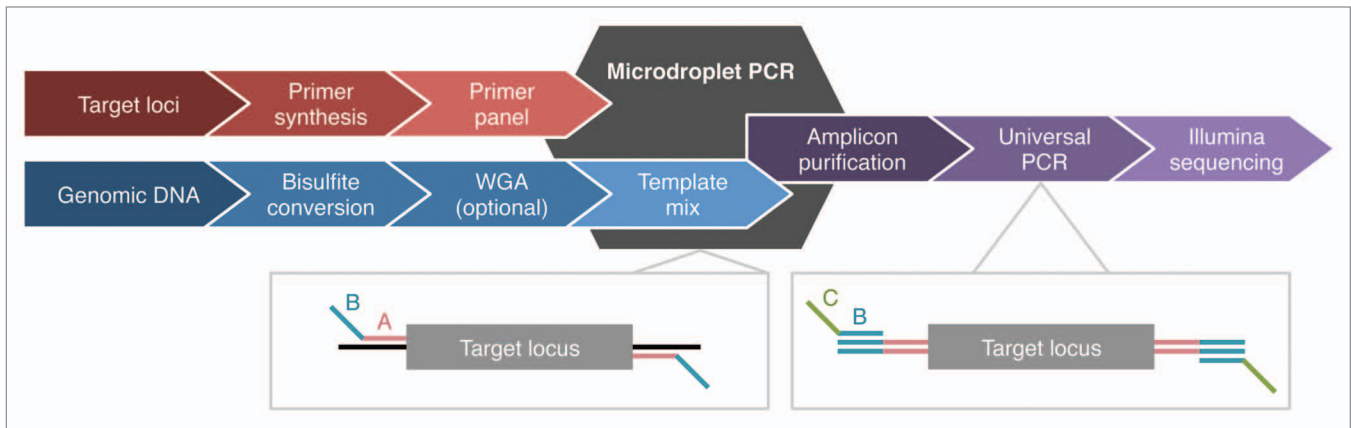 Microdroplet PCR
Target loci
Primer
synthesis
Primer
panel
Genomic DNA
Bisulfite
conversion
WGA
(optional)
Template
mix
Amplicon
purification
Universal
PCR
Illumina
sequencing
B
A
Target locus
C
B
Target locus